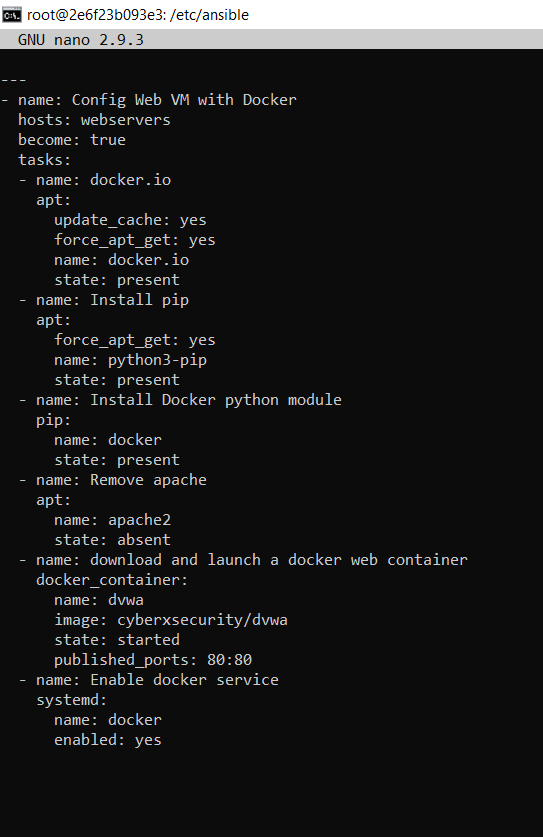 root@2e6f23b093e3: /etc/ansible
GNU nano 2.9.3
---
- name: Config Web VM with Docker
  hosts: webservers
  become: true
  tasks:
  - name: docker.io
    apt:
      update_cache: yes
      force_apt_get: yes
      name: docker.io
      state: present
  - name: Install pip
    apt:
      force_apt_get: yes
      name: python3-pip
      state: present
  - name: Install Docker python module
    pip:
      name: docker
      state: present
  - name: Remove apache
    apt:
      name: apache2
      state: absent
  - name: download and launch a docker web container
    docker_container:
      name: dvwa
      image: cyberxsecurity/dvwa
      state: started
      published_ports: 80:80
  - name: Enable docker service
    systemd:
      name: docker
      enabled: yes